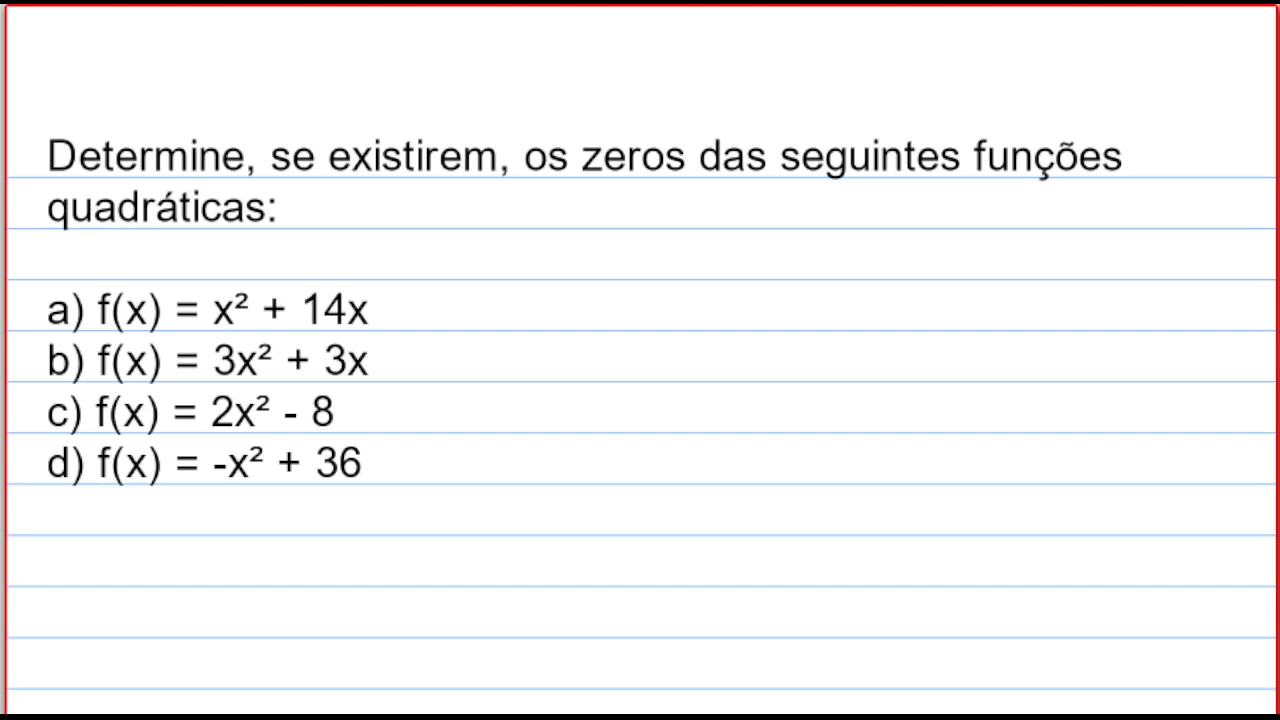 Determine, se existirem, os zeros das seguintes funções
quadráticas:
a) f(x) = x² + 14x
b) f(x) = 3x² + 3x
c) f(x) = 2x² - 8
d) f(x) = -x² + 36